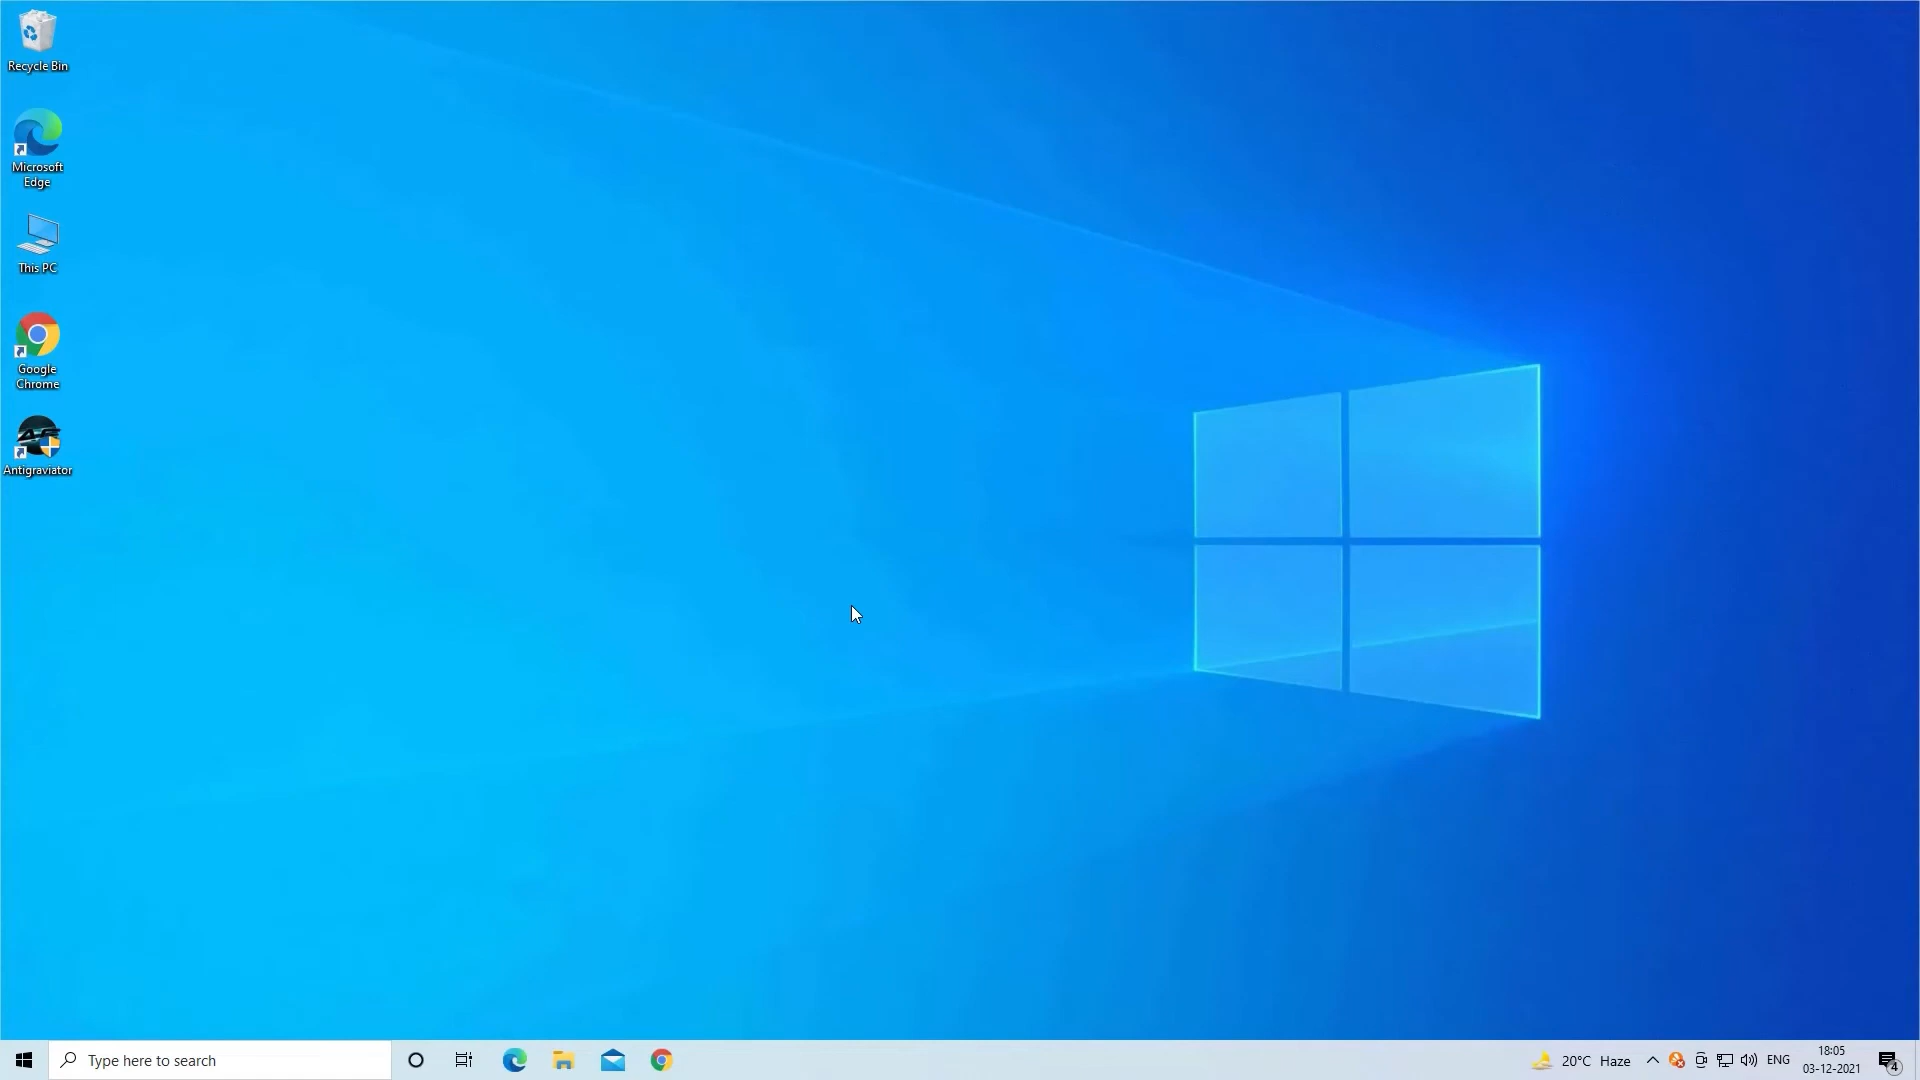 Recycle Bin
Microsoft
Edge
This PC
Google
Chrome
Antigraviator
Type here to search
20°C Haze
ENG
18:05
03-12-2021
4